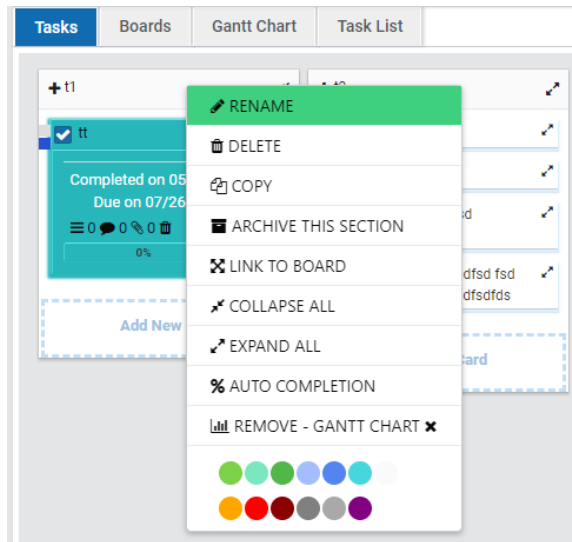 Tasks Boards Gantt Chart Task List
t1
RENAME
tt
DELETE
Completed on 05
Due on 07/26
COPY
0 0 0
ARCHIVE THIS SECTION
0%
LINK TO BOARD
dfsd fsd
dfsdfds
COLLAPSE ALL
Add New
EXPAND ALL
AUTO COMPLETION
REMOVE - GANTT CHART